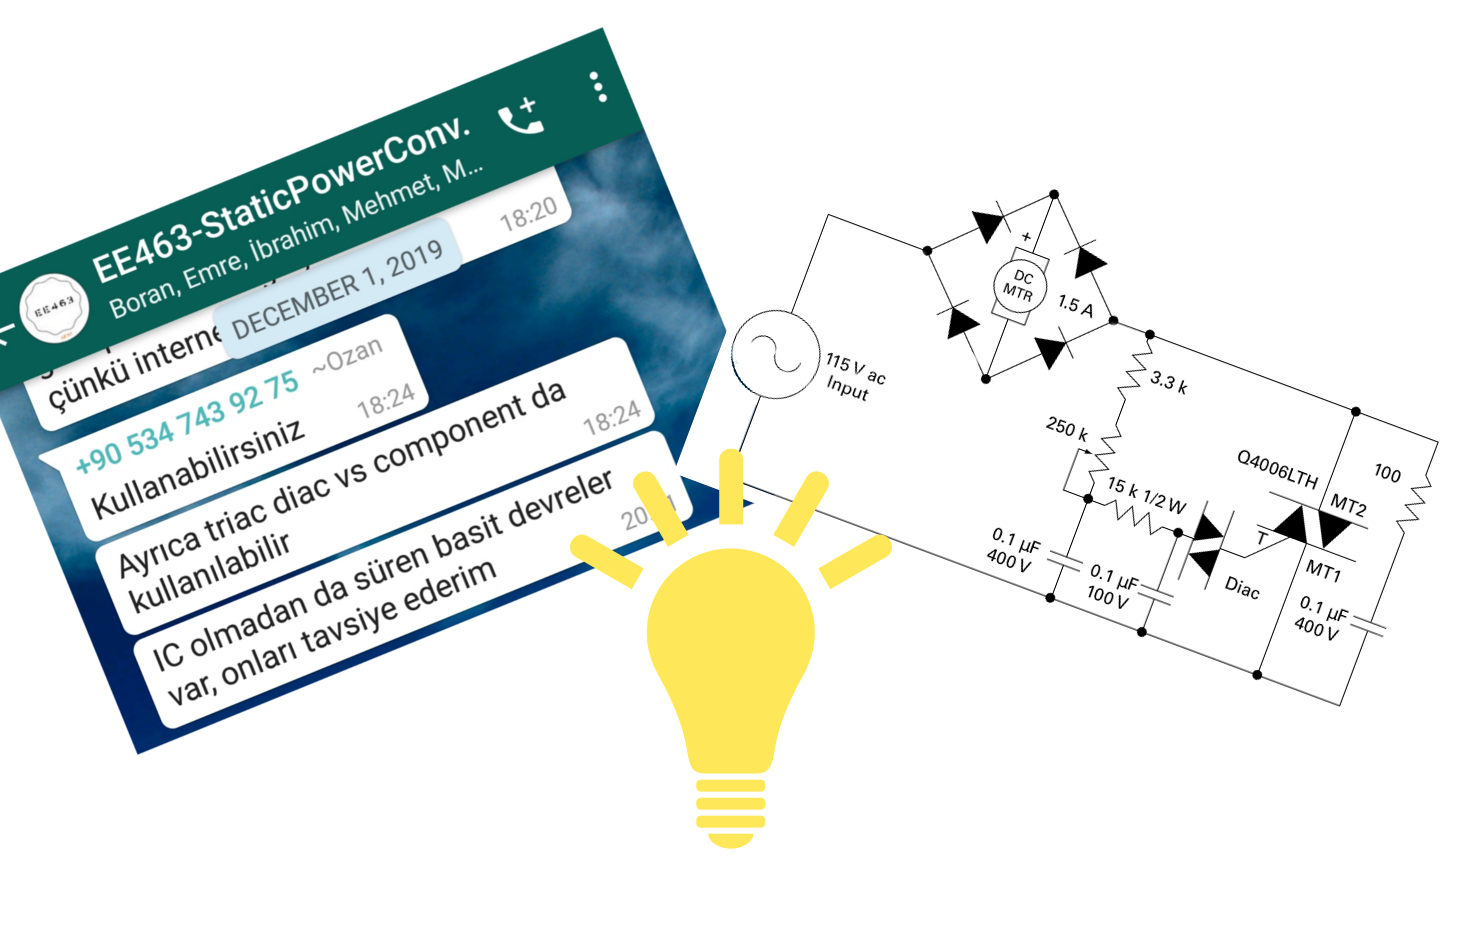 EE463-StaticPowerConv.
Boran, Emre, İbrahim, Mehmet, M...
EE463
18:20
DECEMBER 1, 2019
çünkü interne
+90 534 743 92 75 ~Ozan
Kullanabilirsiniz 18:24
Ayrıca triac diac vs component da
kullanılabilir 18:24
IC olmadan da süren basit devreler
var, onları tavsiye ederim
115 V ac
Input
+
DC
MTR
1.5 A
3.3 k
250 k
15 k 1/2 W
Q4006LTH
MT2
100
T
MT1
Diac
0.1 µF
400 V
0.1 µF
100 V
0.1 µF
400 V